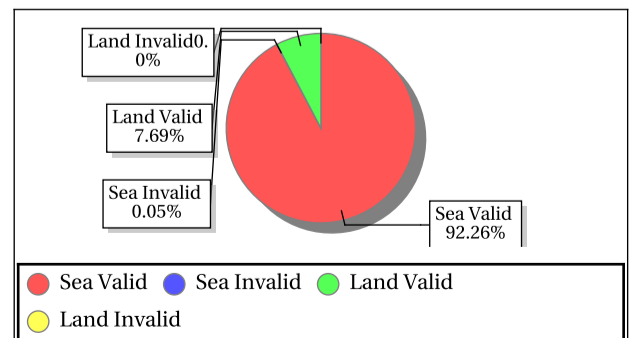 Land Invalid0.
0%
Land Valid
7.69%
Sea Invalid
0.05%
Sea Valid
92.26%
Sea Valid Sea Invalid Land Valid
Land Invalid